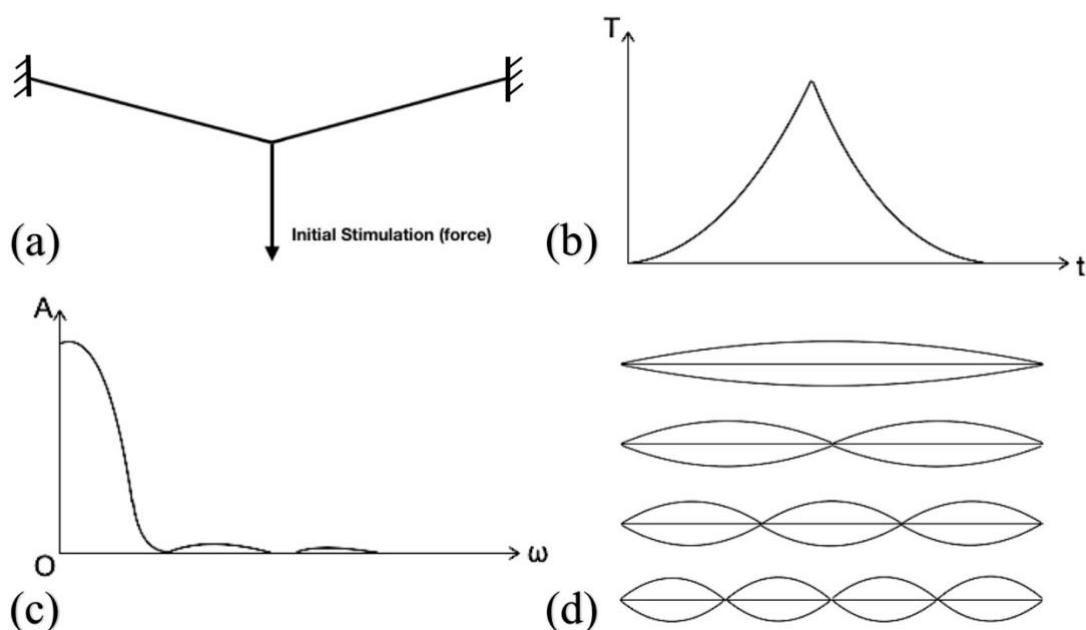 (a)
Initial Stimulation (force)
T
t
(b)
A
O
ω
(c)
(d)